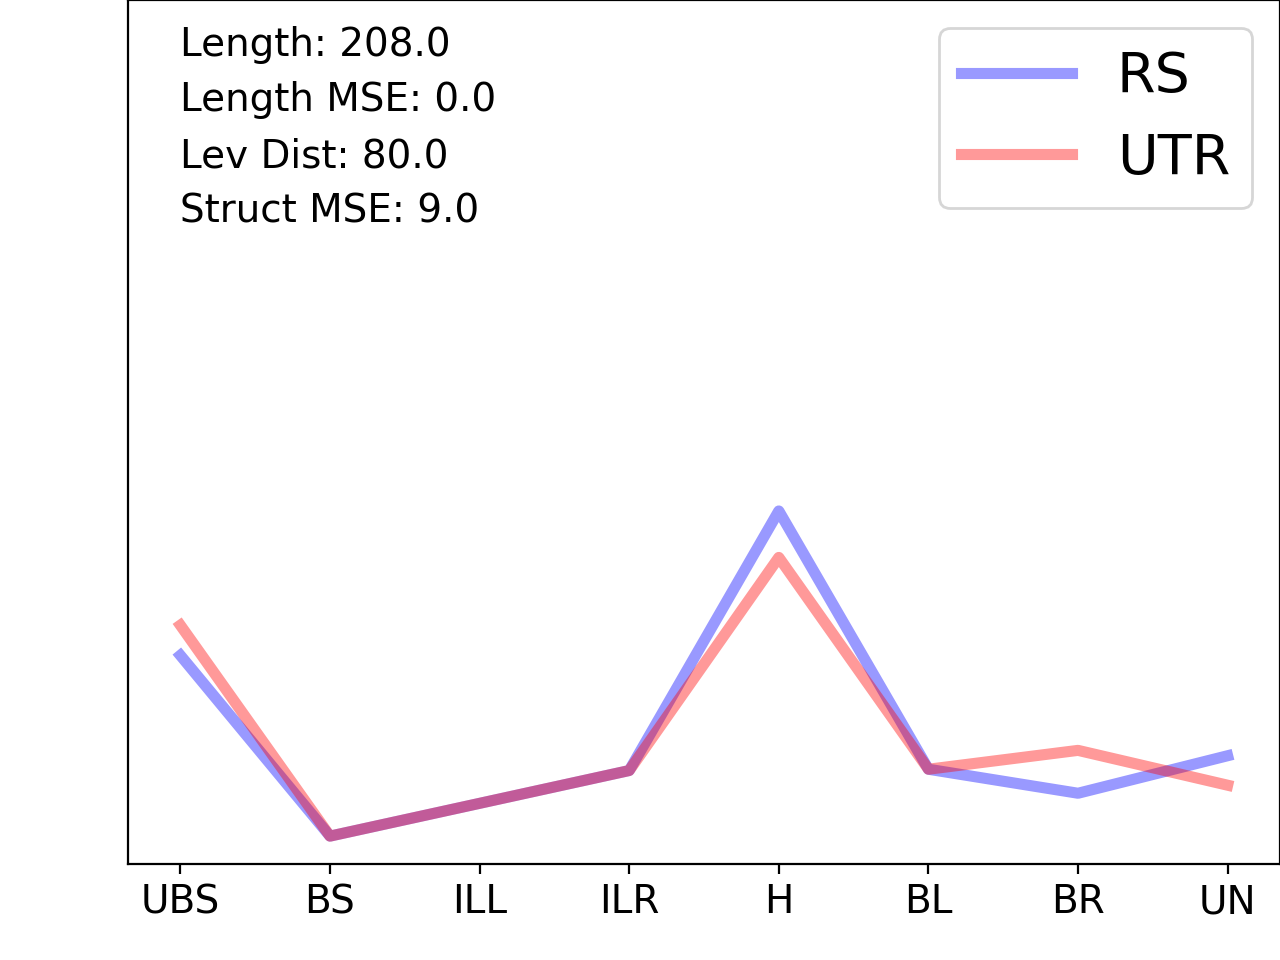 Length: 208.0
Length MSE: 0.0
Lev Dist: 80.0
Struct MSE: 9.0
RS
UTR
UBS BS ILL ILR H BL BR UN